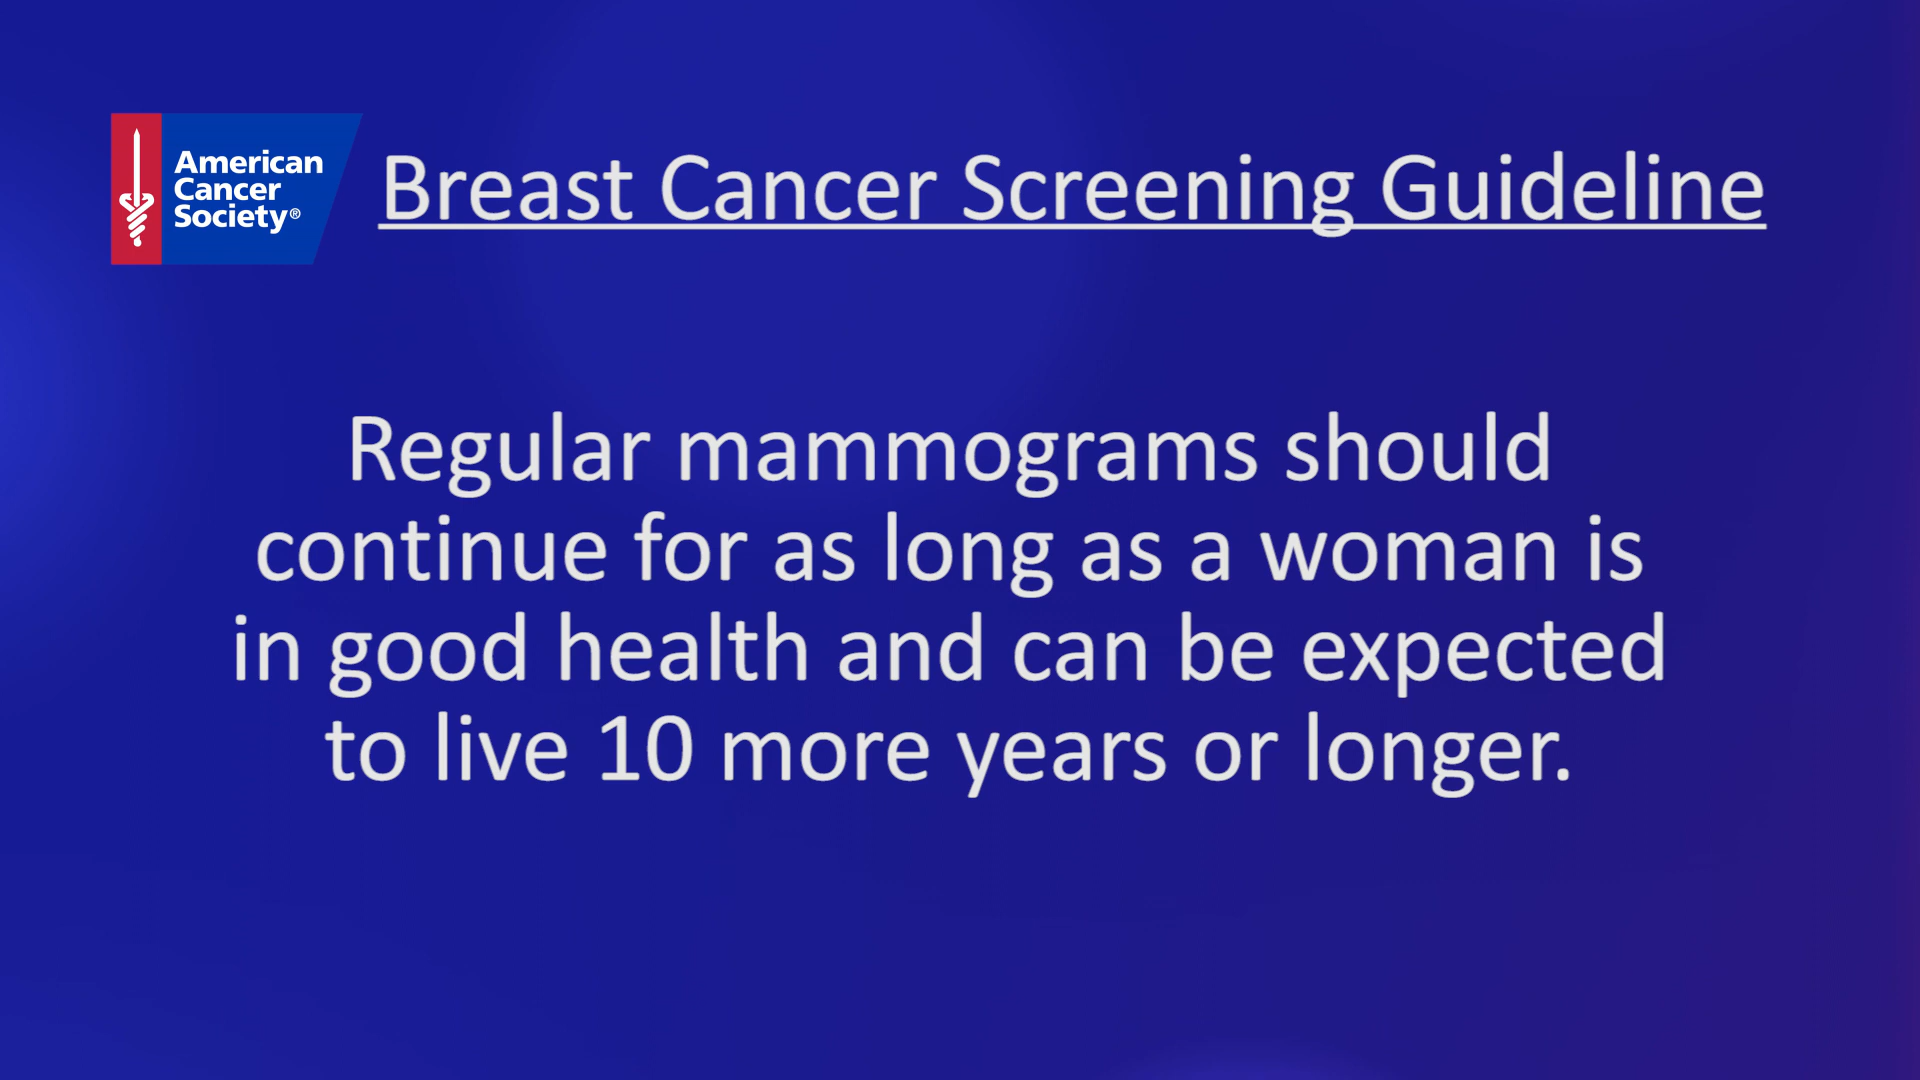 American
Cancer
Society®
Breast Cancer Screening Guideline
Regular mammograms should
continue for as long as a woman is
in good health and can be expected
to live 10 more years or longer.